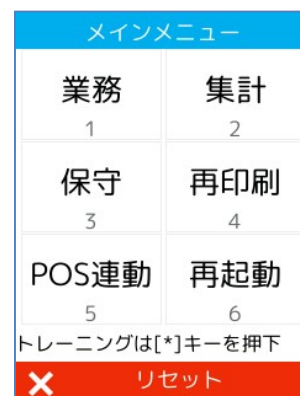 メインメニュー
業務 集計
1 2
保守 再印刷
3 4
POS連動 再起動
5 6
トレーニングは[*]キーを押下
リセット